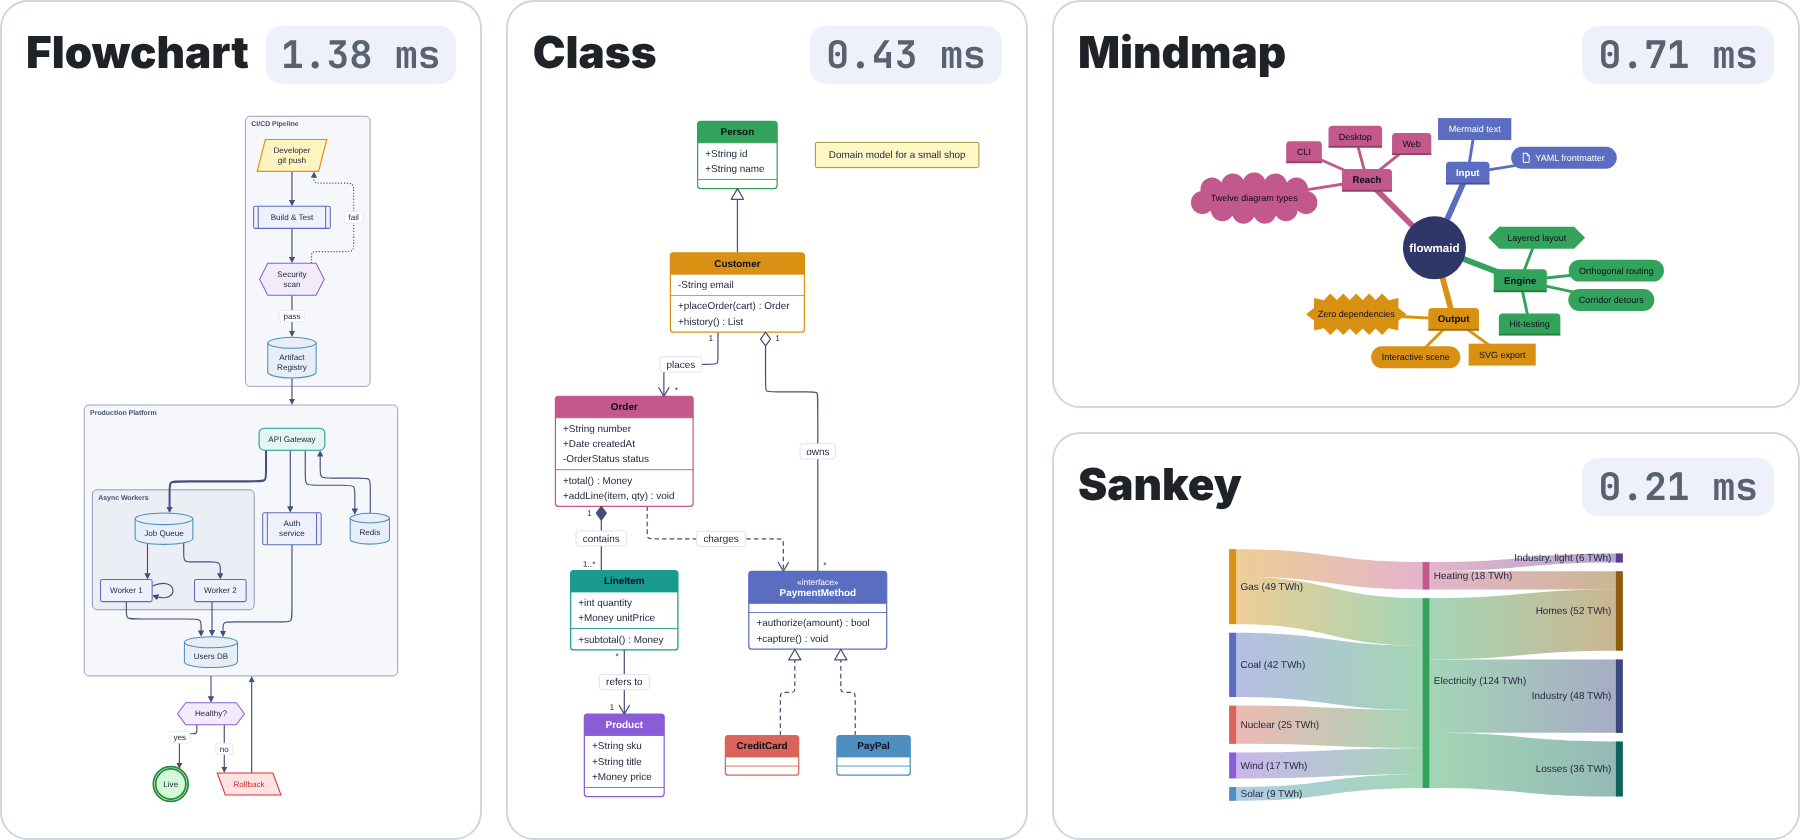 Flowchart
1.38 ms
CI/CD Pipeline
Developer
git push
Build & Test
fail
Security
scan
pass
Artifact
Registry
Production Platform
API Gateway
Async Workers
Job Queue
Auth
service
Redis
Worker 1
Worker 2
Users DB
Healthy?
yes
no
Live
Rollback
Class
0.43 ms
Person
+String id
+String name
Domain model for a small shop
Customer
-String email
+placeOrder(cart) : Order
+history() : List
1
1
places
*
Order
+String number
+Date createdAt
-OrderStatus status
+total() : Money
+addLine(item, qty) : void
owns
1
contains
charges
1..*
*
LineItem
+int quantity
+Money unitPrice
+subtotal() : Money
«interface»
PaymentMethod
+authorize(amount) : bool
+capture() : void
*
refers to
1
Product
+String sku
+String title
+Money price
CreditCard
PayPal
Mindmap
0.71 ms
Mermaid text
Desktop
Web
CLI
YAML frontmatter
Reach
Input
Twelve diagram types
flowmaid
Layered layout
Orthogonal routing
Engine
Corridor detours
Zero dependencies
Output
Hit-testing
Interactive scene
SVG export
Sankey
0.21 ms
Industry, light (6 TWh)
Heating (18 TWh)
Gas (49 TWh)
Homes (52 TWh)
Coal (42 TWh)
Electricity (124 TWh)
Industry (48 TWh)
Nuclear (25 TWh)
Wind (17 TWh)
Losses (36 TWh)
Solar (9 TWh)